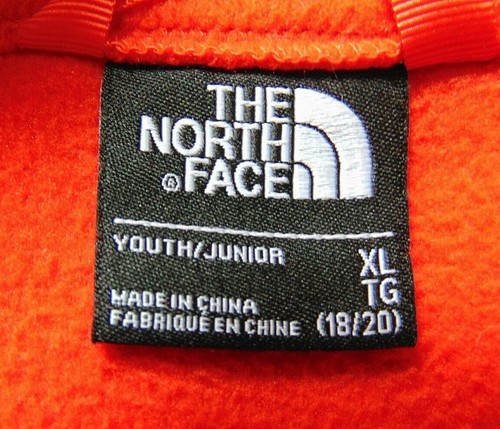 THE
NORTH
® FACE
YOUTH/JUNIOR XL
TG
MADE IN CHINA
FABRIQUÉ EN CHINE (18/20)